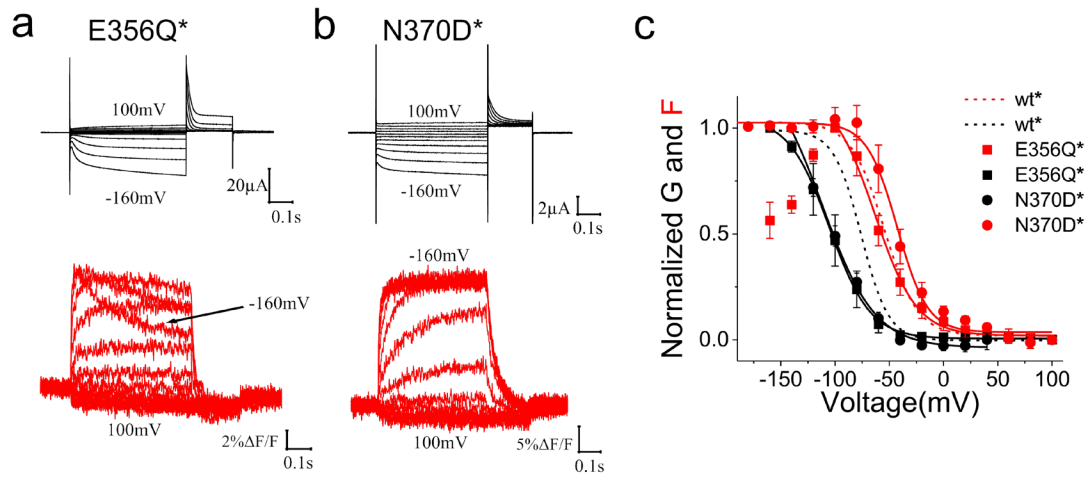 a
E356Q*
100mV
-160mV
20µA
0.1s
-160mV
100mV
2%ΔF/F
0.1s
b
N370D*
100mV
-160mV
2µA
0.1s
-160mV
100mV
5%ΔF/F
0.1s
c
wt*
wt*
E356Q*
E356Q*
N370D*
N370D*
Normalized G and F
1.0
0.5
0.0
-150 -100 -50 0 50 100
Voltage(mV)